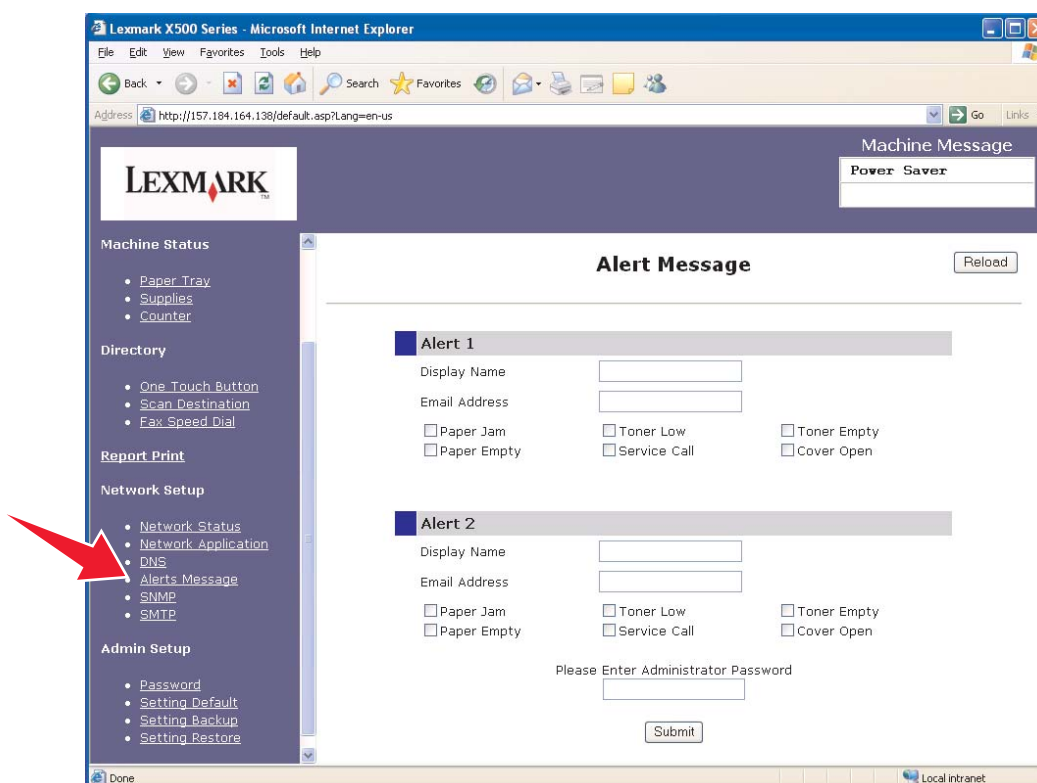 Lexmark X500 Series - Microsoft Internet Explorer
File Edit View Favorites Tools Help
Back Search Favorites
Address http://157.184.164.138/default.asp?Lang=en-us Go Links
Machine Message
Power Saver
LEXMARK TM
Machine Status
Paper Tray
Supplies
Counter
Directory
One Touch Button
Scan Destination
Fax Speed Dial
Report Print
Network Setup
Network Status
Network Application
DNS
Alerts Message
SNMP
SMTP
Admin Setup
Password
Setting Default
Setting Backup
Setting Restore
Alert Message Reload
Alert 1
Display Name
Email Address
Paper Jam Toner Low Toner Empty
Paper Empty Service Call Cover Open
Alert 2
Display Name
Email Address
Paper Jam Toner Low Toner Empty
Paper Empty Service Call Cover Open
Please Enter Administrator Password
Submit
Done Local intranet